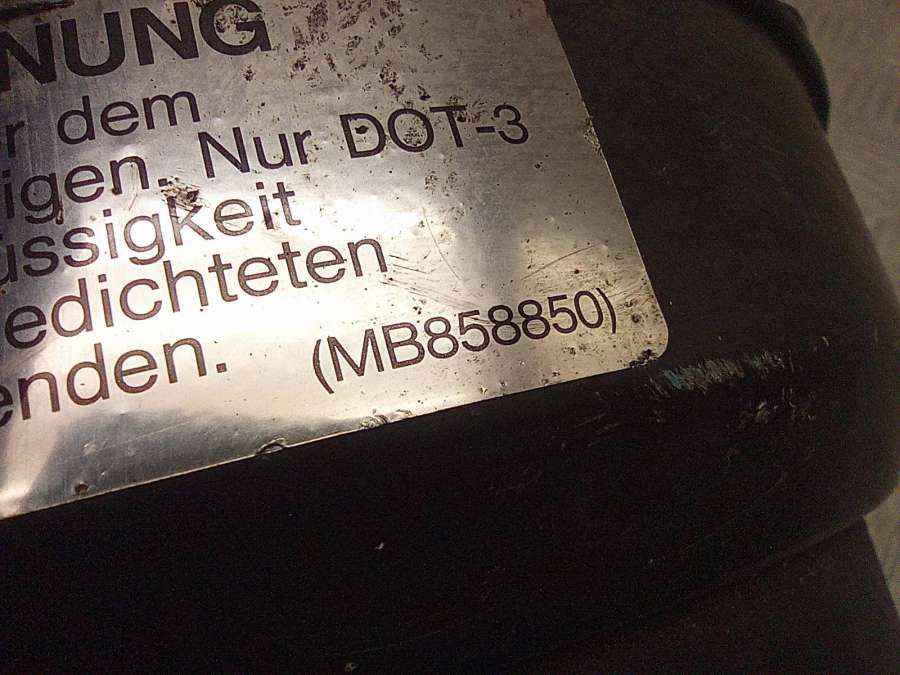 NUNG
r dem
igen. Nur DOT-3
üssigkeit
edichteten
enden. (MB858850)